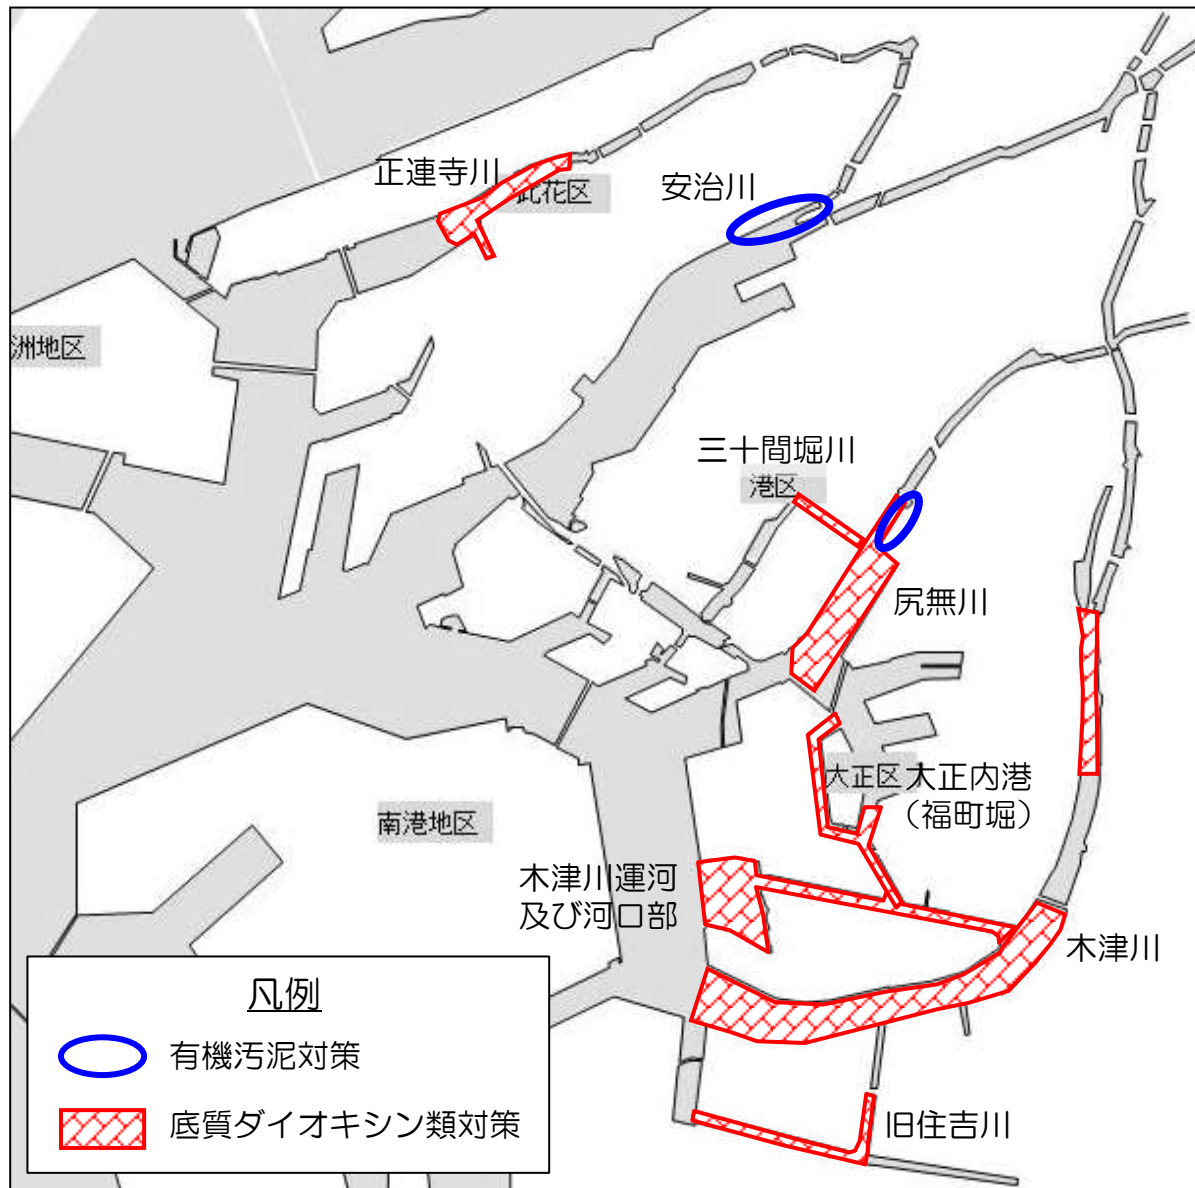 正連寺川
此花区
安治川
洲地区
三十間堀川
港区
尻無川
大正区
大正内港
（福町堀）
南港地区
木津川運河
及び河口部
木津川
旧住吉川
凡例
有機汚泥対策
底質ダイオキシン類対策